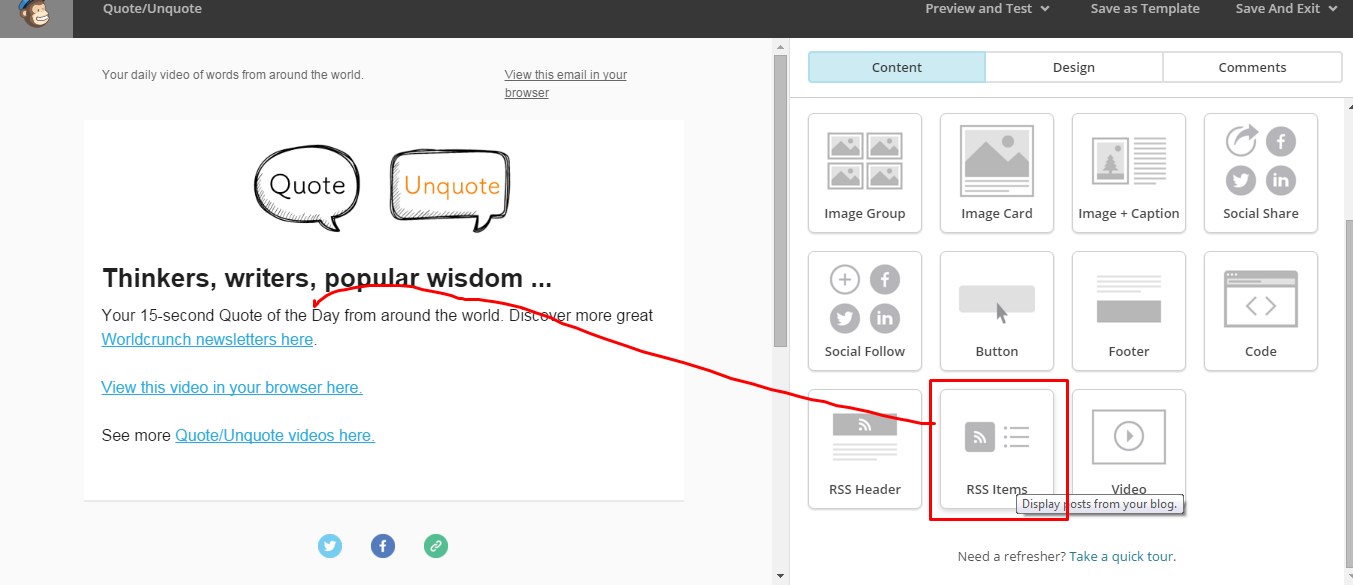 Quote/Unquote
Preview and Test
Save as Template
Save And Exit
Your daily video of words from around the world.
View this email in your
browser
Quote
Unquote
Thinkers, writers, popular wisdom ...
Your 15-second Quote of the Day from around the world. Discover more great
Worldcrunch newsletters here.
View this video in your browser here.
See more Quote/Unquote videos here.
Content
Design
Comments
Image Group
Image Card
Image + Caption
Social Share
Social Follow
Button
Footer
Code
RSS Header
RSS Items
Video
Display posts from your blog.
Need a refresher? Take a quick tour.